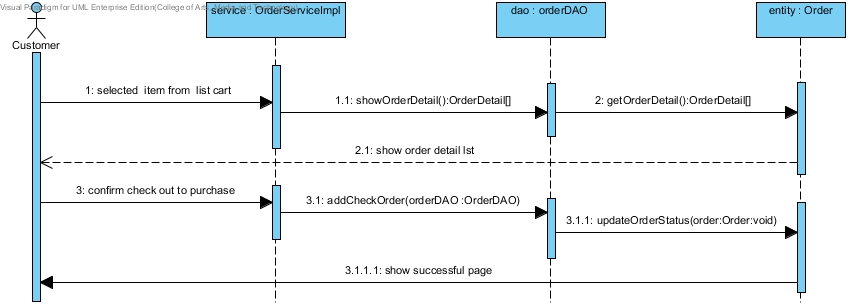 Visual Paradigm for UML Enterprise Edition(College of Arts, Media and
service : OrderServiceImpl
dao : orderDAO
entity : Order
Customer
1: selected item from list cart
1.1: showOrderDetail():OrderDetail[]
2: getOrderDetail():OrderDetail[]
2.1: show order detail lst
3: confirm check out to purchase
3.1: addCheckOrder(orderDAO :OrderDAO)
3.1.1: updateOrderStatus(order:Order:void)
3.1.1.1: show successful page